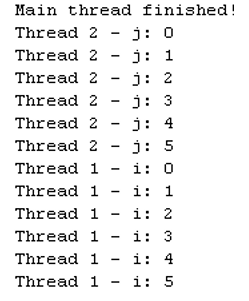 Main thread finished!
Thread 2 - j: 0
Thread 2 - j: 1
Thread 2 - j: 2
Thread 2 - j: 3
Thread 2 - j: 4
Thread 2 - j: 5
Thread 1 - i: 0
Thread 1 - i: 1
Thread 1 - i: 2
Thread 1 - i: 3
Thread 1 - i: 4
Thread 1 - i: 5